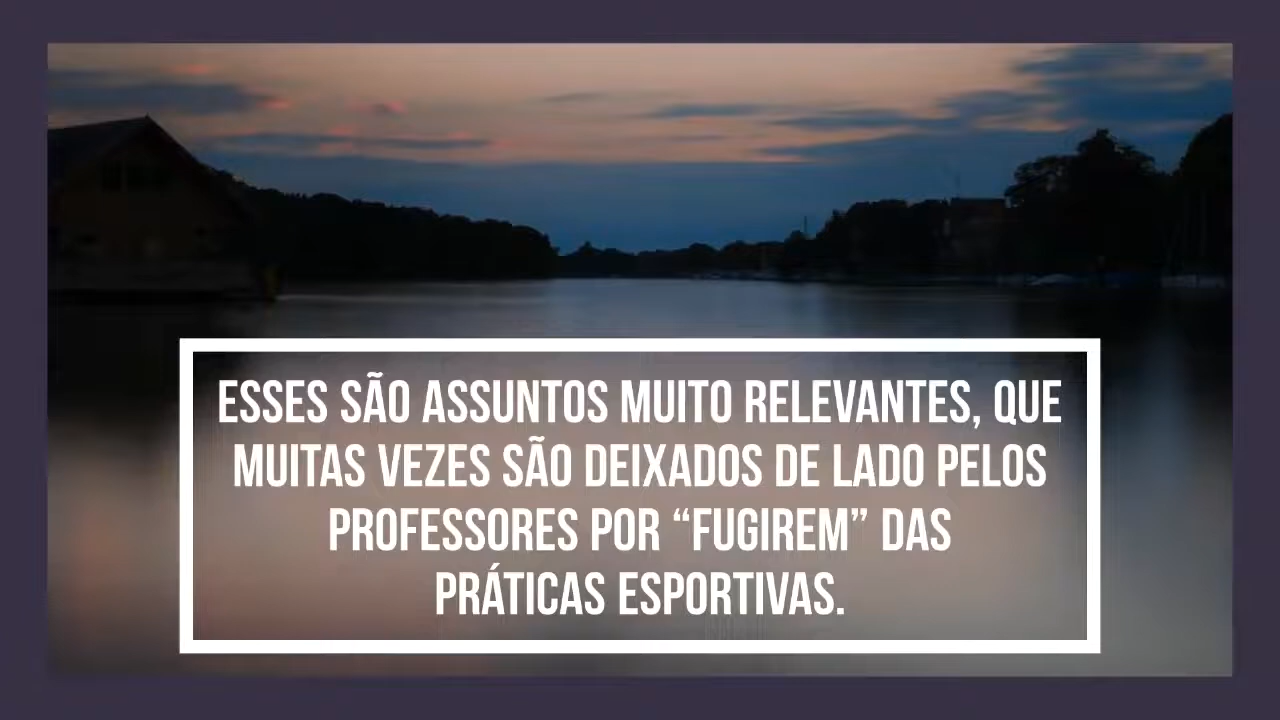 ESSES SÃO ASSUNTOS MUITO RELEVANTES, QUE
MUITAS VEZES SÃO DEIXADOS DE LADO PELOS
PROFESSORES POR “FUGIREM” DAS
PRÁTICAS ESPORTIVAS.